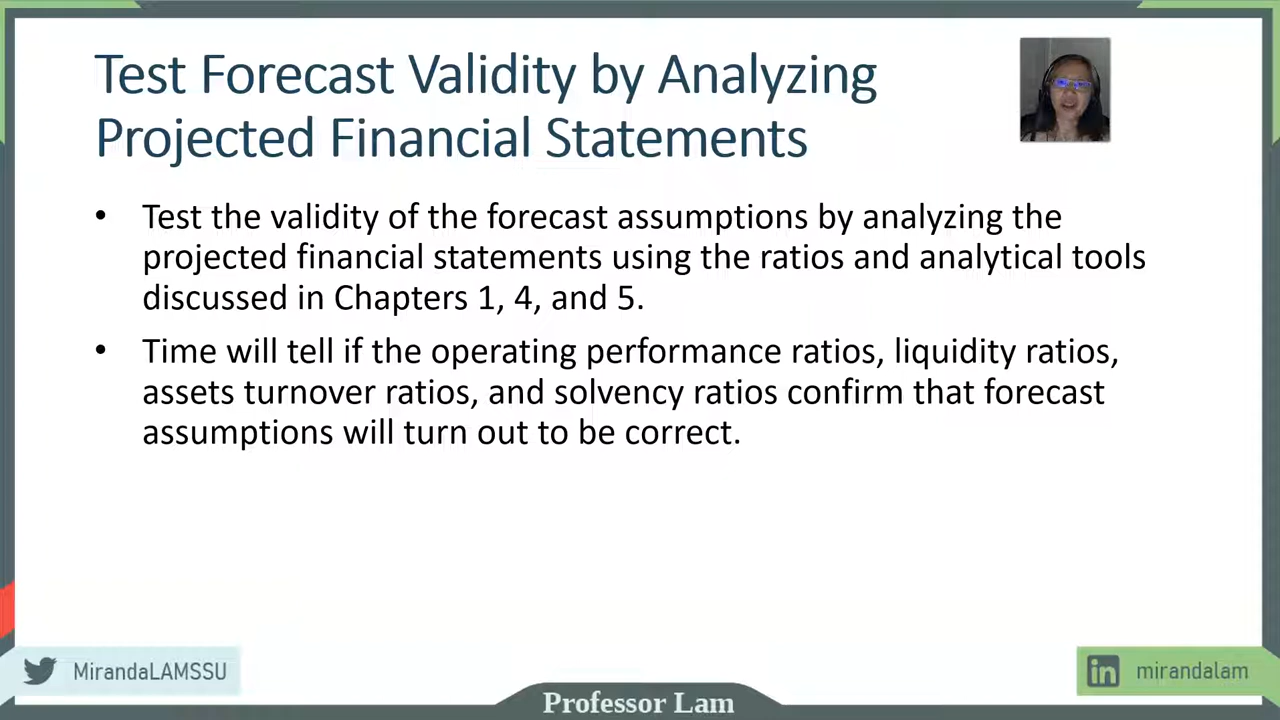 Test Forecast Validity by Analyzing
Projected Financial Statements
• Test the validity of the forecast assumptions by analyzing the
projected financial statements using the ratios and analytical tools
discussed in Chapters 1, 4, and 5.
• Time will tell if the operating performance ratios, liquidity ratios,
assets turnover ratios, and solvency ratios confirm that forecast
assumptions will turn out to be correct.
MirandaLAMSSU
in mirandalam
Professor Lam